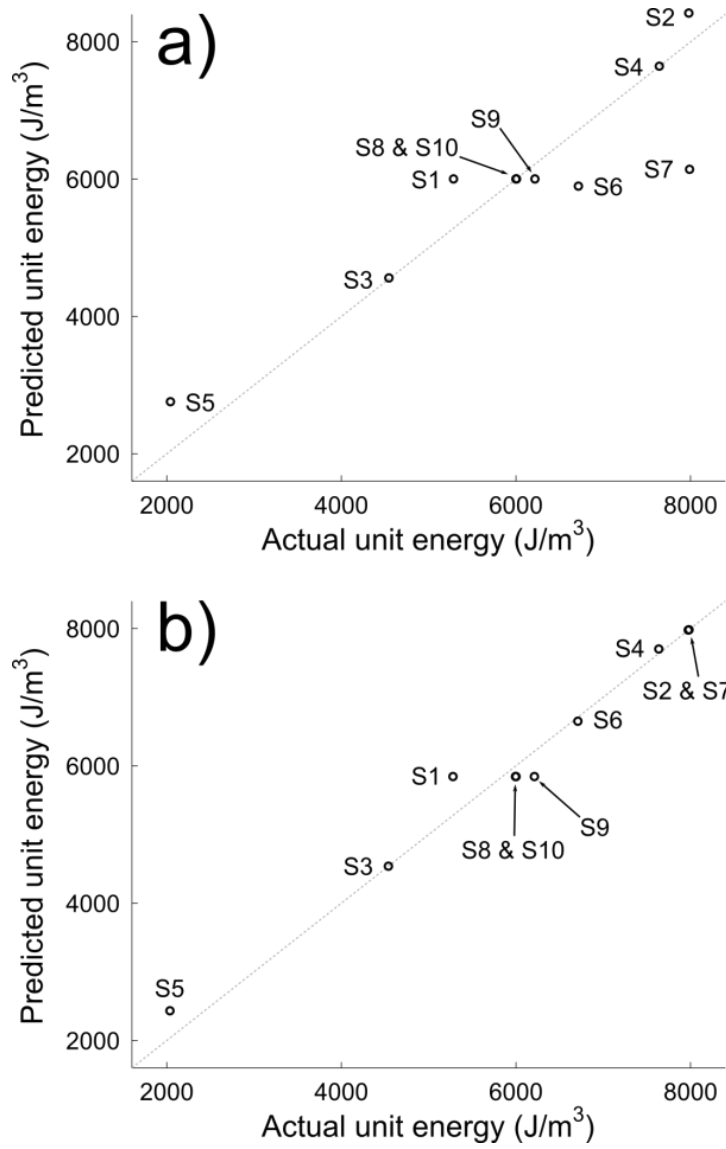 a)
Predicted unit energy (J/m³)
8000
6000
4000
2000
S2
S4
S9
S8 & S10
S7
S1
S6
S3
S5
2000 4000 6000 8000
Actual unit energy (J/m³)
b)
Predicted unit energy (J/m³)
8000
6000
4000
2000
S4
S2 & S7
S6
S1
S9
S8 & S10
S3
S5
2000 4000 6000 8000
Actual unit energy (J/m³)